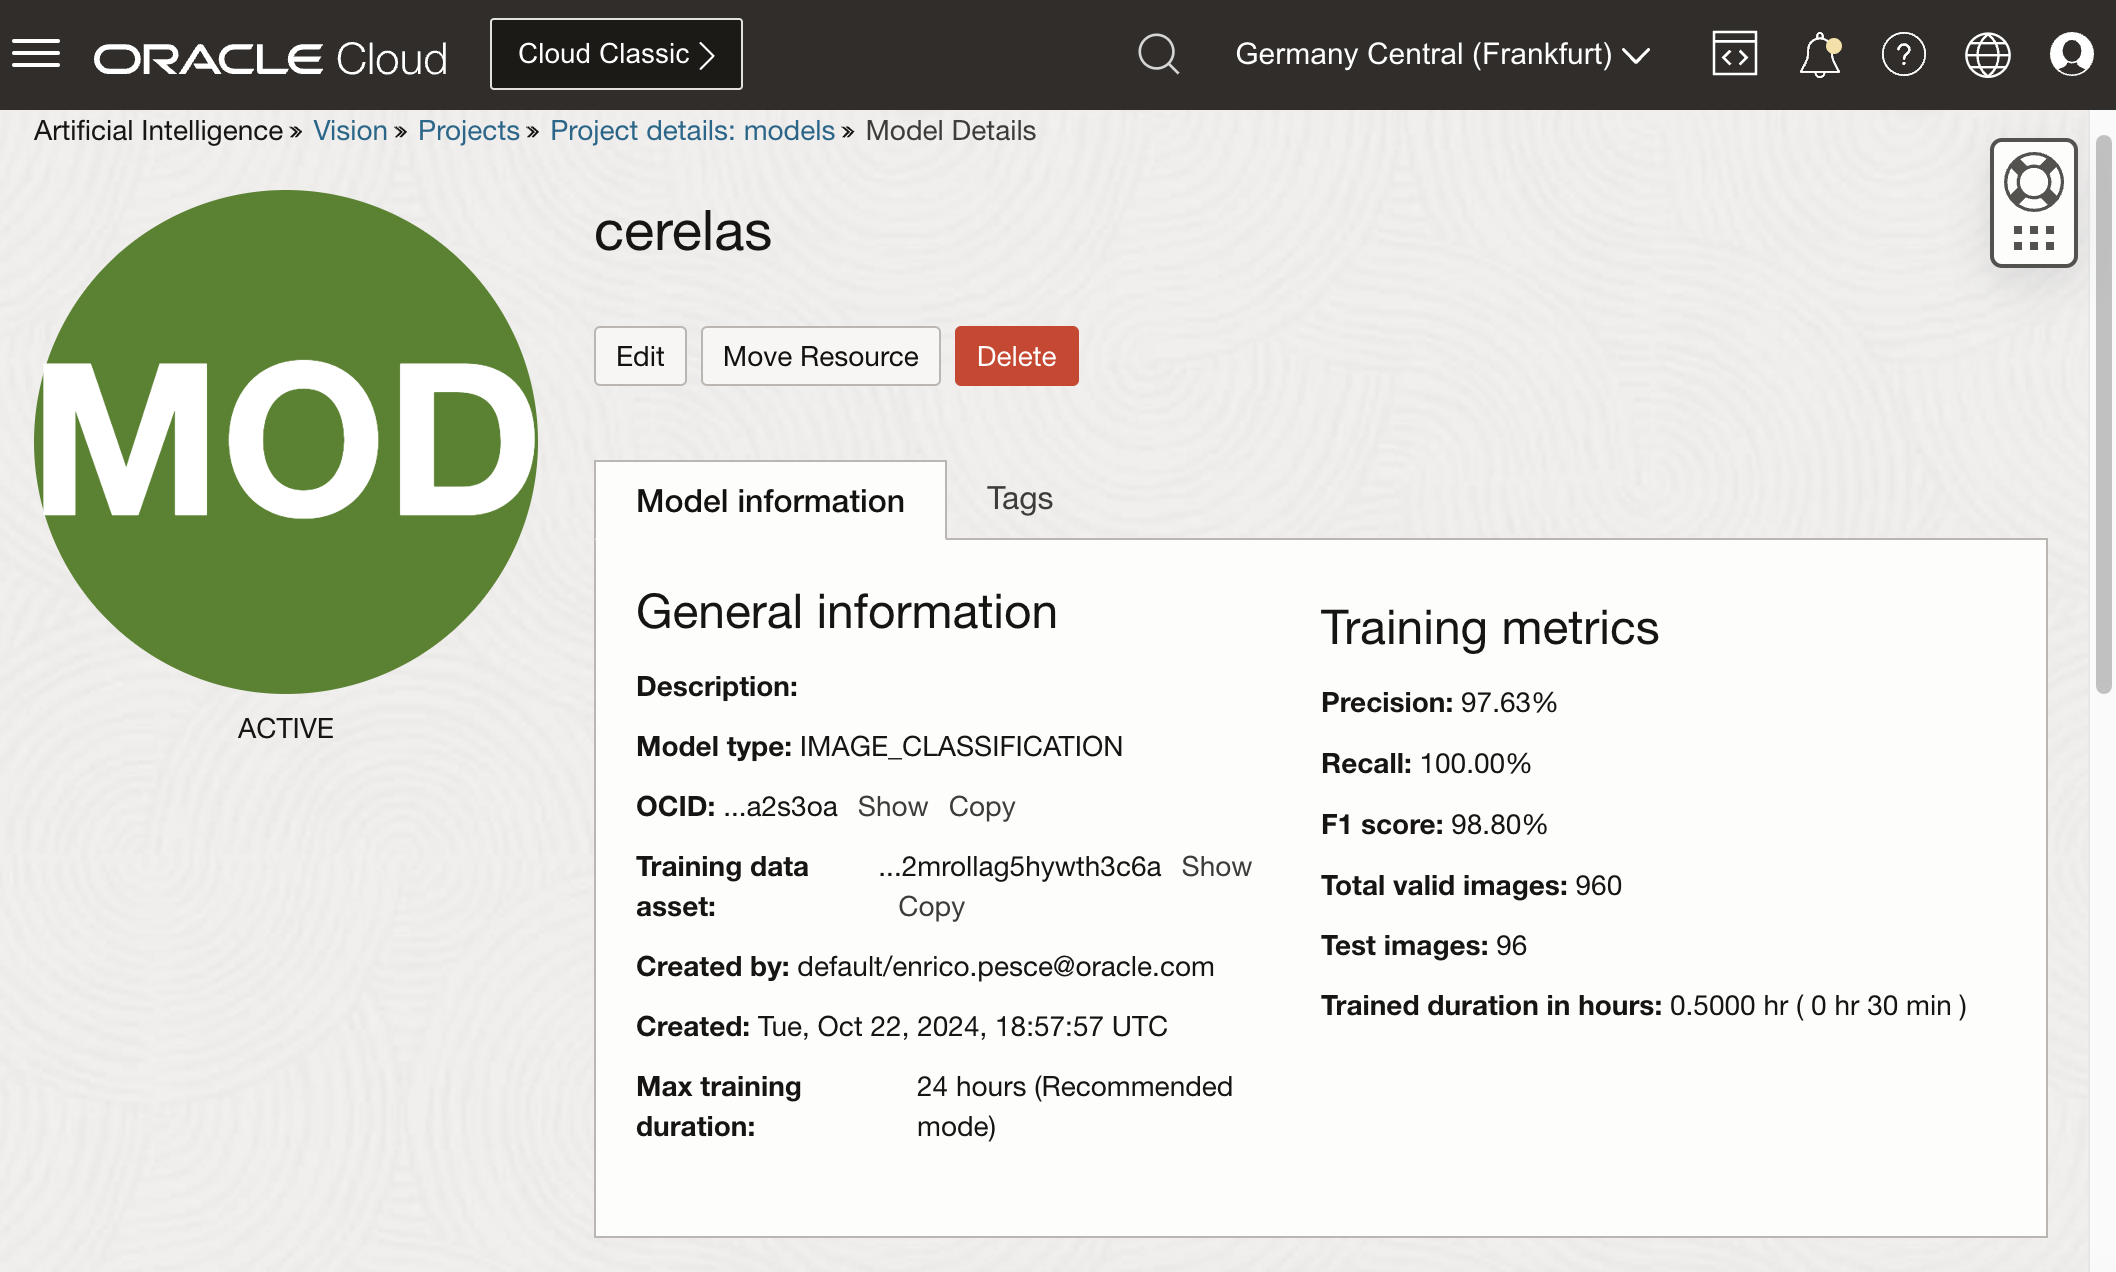 ORACLE Cloud
Cloud Classic
Germany Central (Frankfurt)
Artificial Intelligence » Vision » Projects » Project details: models » Model Details
MOD
ACTIVE
cerelas
Edit Move Resource Delete
Model information Tags
General information
Description:
Model type: IMAGE_CLASSIFICATION
OCID: ...a2s3oa Show Copy
Training data asset: ...2mrollag5hywth3c6a Show
Copy
Created by: default/enrico.pesce@oracle.com
Created: Tue, Oct 22, 2024, 18:57:57 UTC
Max training duration: 24 hours (Recommended mode)
Training metrics
Precision: 97.63%
Recall: 100.00%
F1 score: 98.80%
Total valid images: 960
Test images: 96
Trained duration in hours: 0.5000 hr ( 0 hr 30 min )